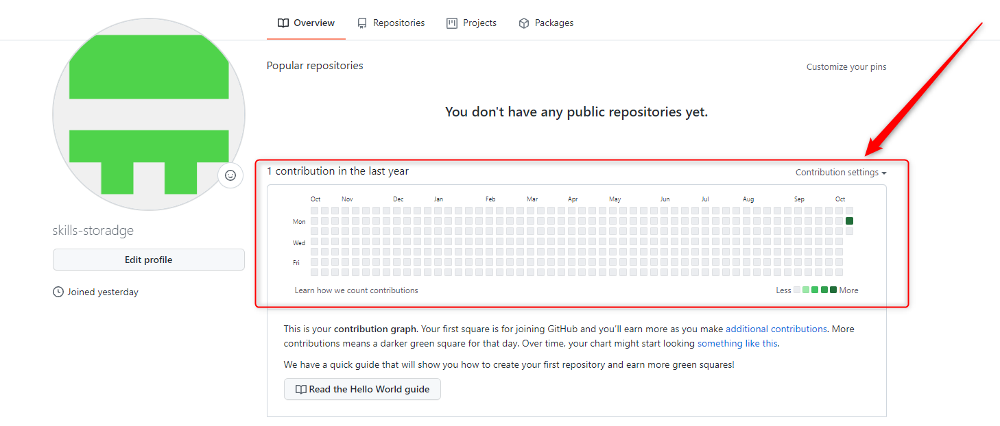 Overview Repositories Projects Packages
Popular repositories
Customize your pins
You don't have any public repositories yet.
1 contribution in the last year
Contribution settings
Oct Nov Dec Jan Feb Mar Apr May Jun Jul Aug Sep Oct
Mon
Wed
Fri
Learn how we count contributions
Less More
skills-storadge
Edit profile
Joined yesterday
This is your contribution graph. Your first square is for joining GitHub and you'll earn more as you make additional contributions. More
contributions means a darker green square for that day. Over time, your chart might start looking something like this.
We have a quick guide that will show you how to create your first repository and earn more green squares!
Read the Hello World guide